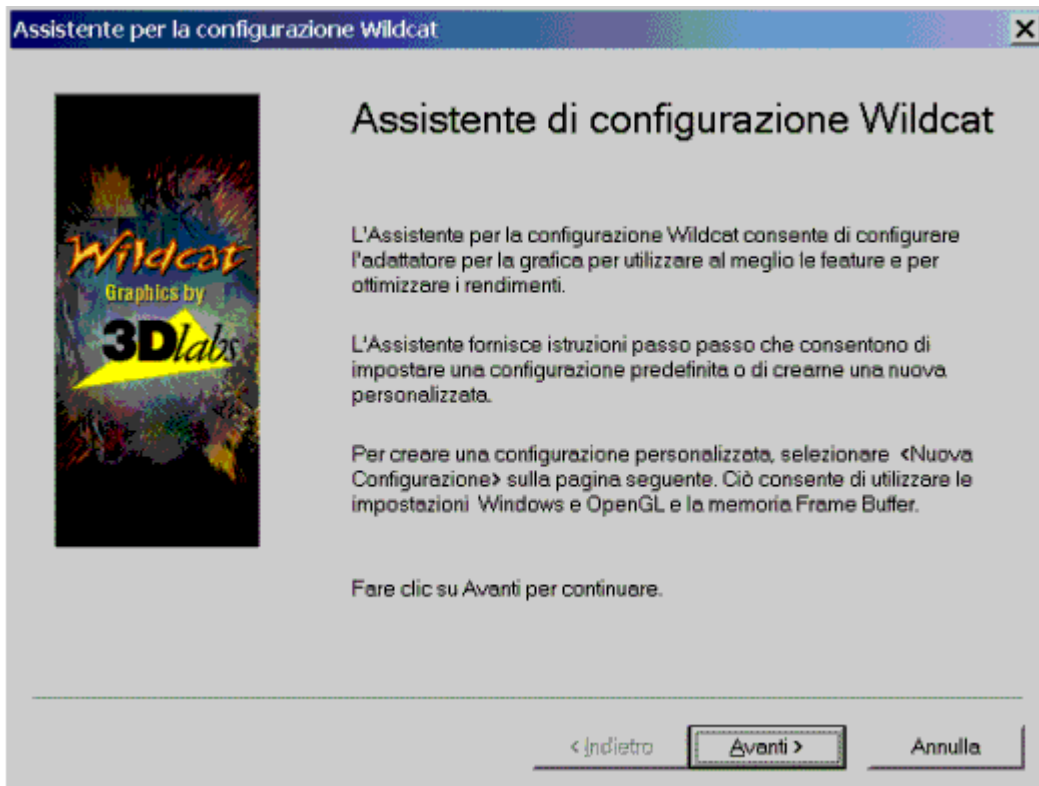 Assistente per la configurazione Wildcat
Assistente di configurazione Wildcat
Wildcat
Graphics by
3Dlabs
L'Assistente per la configurazione Wildcat consente di configurare
l'adattatore per la grafica per utilizzare al meglio le feature e per
ottimizzare i rendimenti.
L'Assistente fornisce istruzioni passo passo che consentono di
impostare una configurazione predefinita o di crearne una nuova
personalizzata.
Per creare una configurazione personalizzata, selezionare <Nuova
Configurazione> sulla pagina seguente. Ciò consente di utilizzare le
impostazioni Windows e OpenGL e la memoria Frame Buffer.
Fare clic su Avanti per continuare.
< Indietro
Avanti >
Annulla